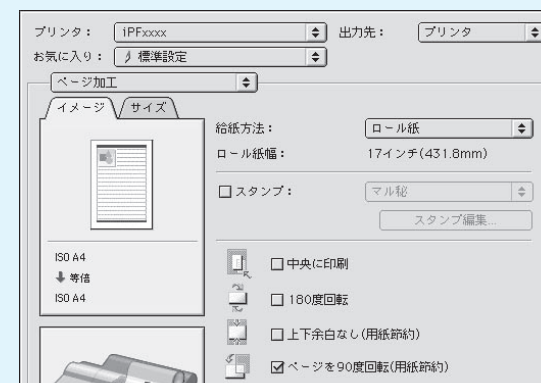 プリンタ： iPFxxxx 出力先： プリンタ
お気に入り： 標準設定
ページ加工
イメージ サイズ
給紙方法： ロール紙
ロール紙幅： 17インチ(431.8mm)
スタンプ： マル秘
スタンプ編集...
ISO A4
等倍
ISO A4
中央に印刷
180度回転
上下余白なし(用紙節約)
ページを90度回転(用紙節約)